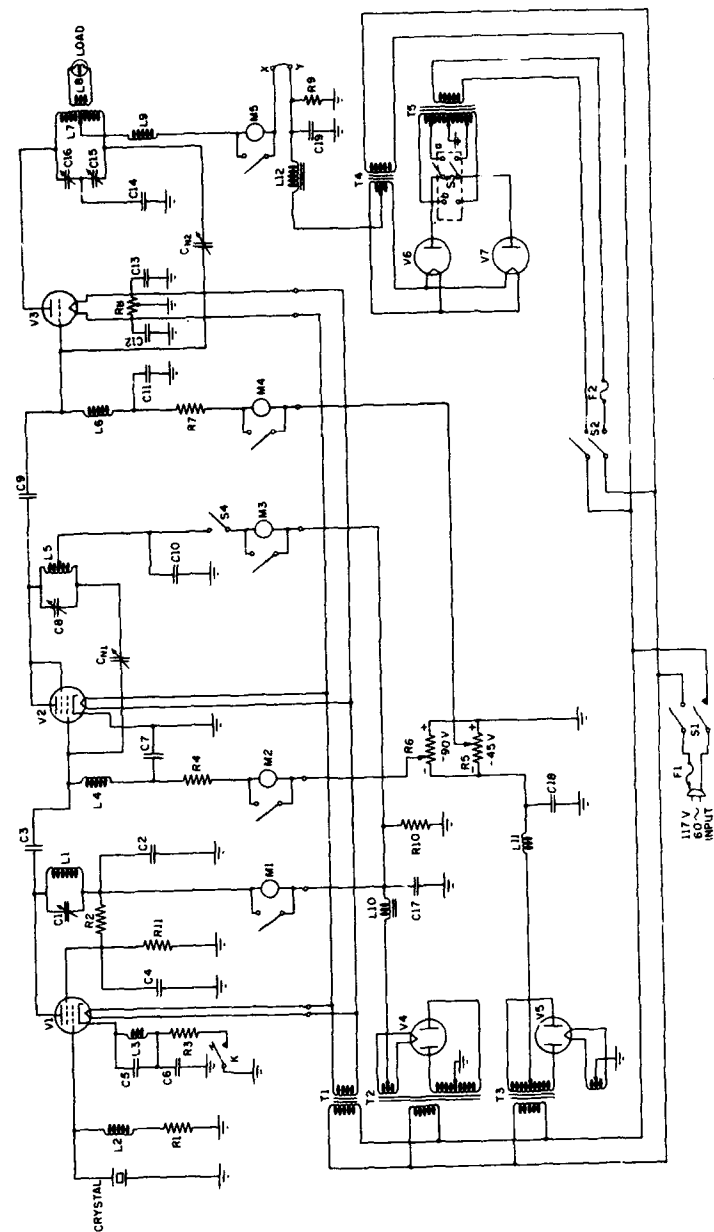 CRYSTAL
L2
R1
V1
C5
L3
C6
R3
K
C4
R11
R2
C1
L1
C2
M1
C3
L4
R4
M2
C7
V2
CN1
C8
L5
C10
S4
M3
C9
L6
C11
R7
M4
V3
C12
R8
C13
CN2
C14
C16
C15
L7
L8
LOAD
L9
M5
X
Y
R9
C19
L12
T4
V6
V7
T5
b
a
F2
S2
R6
-90V
- +
R5
-45V
- +
C18
L11
R10
L10
C17
V4
V5
T1
T2
T3
F1
S1
117 V
60 ~
INPUT